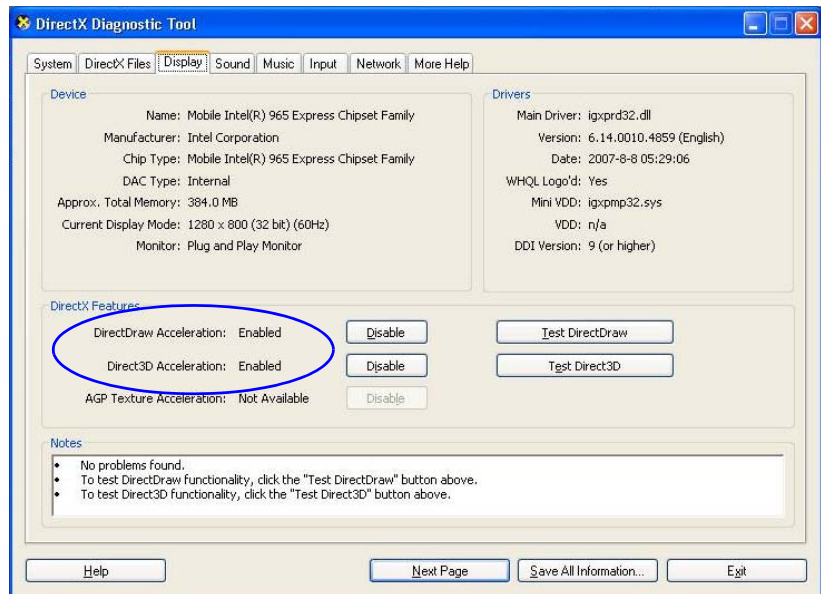 DirectX Diagnostic Tool
System DirectX Files Display Sound Music Input Network More Help
Device
Name: Mobile Intel(R) 965 Express Chipset Family
Manufacturer: Intel Corporation
Chip Type: Mobile Intel(R) 965 Express Chipset Family
DAC Type: Internal
Approx. Total Memory: 384.0 MB
Current Display Mode: 1280 x 800 (32 bit) (60Hz)
Monitor: Plug and Play Monitor
Drivers
Main Driver: igxprd32.dll
Version: 6.14.0010.4859 (English)
Date: 2007-8-8 05:29:06
WHQL Logo'd: Yes
Mini VDD: igxpmp32.sys
VDD: n/a
DDI Version: 9 (or higher)
DirectX Features
DirectDraw Acceleration: Enabled Disable Test DirectDraw
Direct3D Acceleration: Enabled Disable Test Direct3D
AGP Texture Acceleration: Not Available Disable
Notes
• No problems found.
• To test DirectDraw functionality, click the "Test DirectDraw" button above.
• To test Direct3D functionality, click the "Test Direct3D" button above.
Help Next Page Save All Information... Exit